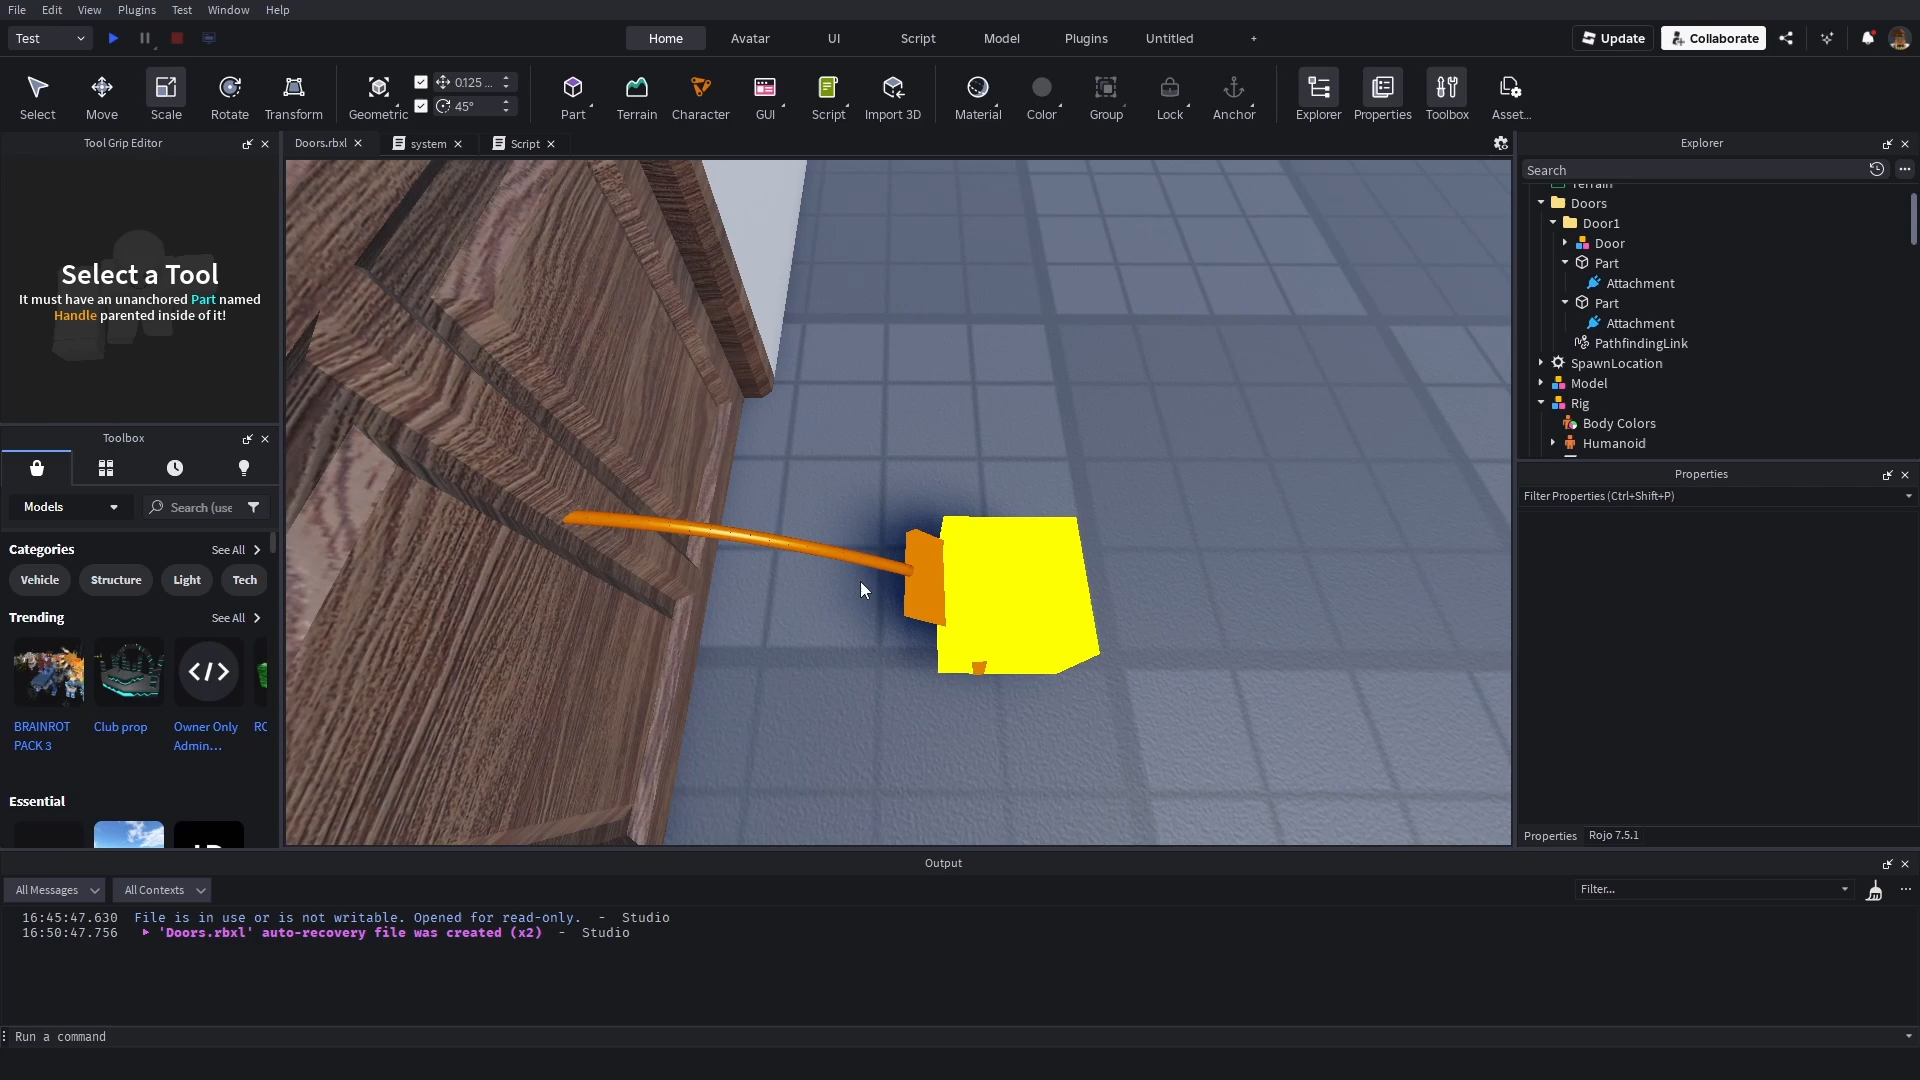 File Edit View Plugins Test Window Help
Test
Home Avatar UI Script Model Plugins Untitled +
Update Collaborate
Select Move Scale Rotate Transform Geometric
0.125 ...
45°
Part Terrain Character GUI Script Import 3D Material Color Group Lock Anchor Explorer Properties Toolbox Asset...
Tool Grip Editor
Select a Tool
It must have an unanchored Part named
Handle parented inside of it!
Doors.rbxl system Script
Explorer
Search
Terrain
Doors
Door1
Door
Part
Attachment
Part
Attachment
PathfindingLink
SpawnLocation
Model
Rig
Body Colors
Humanoid
Toolbox
Models
Search (use
Categories See All
Vehicle Structure Light Tech
Trending See All
BRAINROT
PACK 3
Club prop
Owner Only
Admin...
RC
Essential
Properties
Filter Properties (Ctrl+Shift+P)
Properties Rojo 7.5.1
Output
All Messages All Contexts Filter...
16:45:47.630 File is in use or is not writable. Opened for read-only. - Studio
16:50:47.756 'Doors.rbxl' auto-recovery file was created (x2) - Studio
Run a command